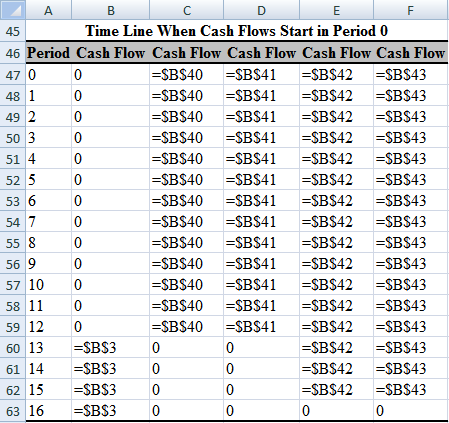 A B C D E F
45 Time Line When Cash Flows Start in Period 0
46 Period Cash Flow Cash Flow Cash Flow Cash Flow Cash Flow
47 0 0 =$B$40 =$B$41 =$B$42 =$B$43
48 1 0 =$B$40 =$B$41 =$B$42 =$B$43
49 2 0 =$B$40 =$B$41 =$B$42 =$B$43
50 3 0 =$B$40 =$B$41 =$B$42 =$B$43
51 4 0 =$B$40 =$B$41 =$B$42 =$B$43
52 5 0 =$B$40 =$B$41 =$B$42 =$B$43
53 6 0 =$B$40 =$B$41 =$B$42 =$B$43
54 7 0 =$B$40 =$B$41 =$B$42 =$B$43
55 8 0 =$B$40 =$B$41 =$B$42 =$B$43
56 9 0 =$B$40 =$B$41 =$B$42 =$B$43
57 10 0 =$B$40 =$B$41 =$B$42 =$B$43
58 11 0 =$B$40 =$B$41 =$B$42 =$B$43
59 12 0 =$B$40 =$B$41 =$B$42 =$B$43
60 13 =$B$3 0 0 =$B$42 =$B$43
61 14 =$B$3 0 0 =$B$42 =$B$43
62 15 =$B$3 0 0 =$B$42 =$B$43
63 16 =$B$3 0 0 0 0